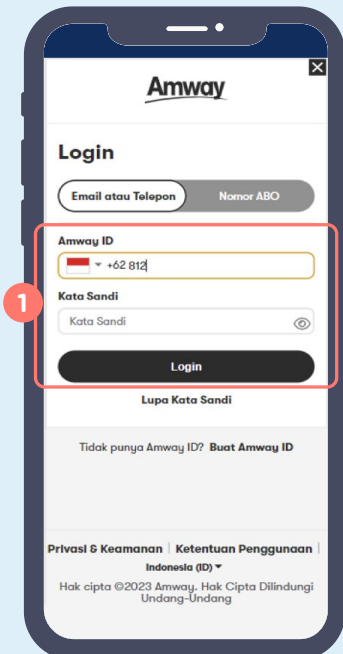 Amway
Login
Email atau Telepon Nomor ABO
Amway ID
+62 812
Kata Sandi
Kata Sandi
1
Login
Lupa Kata Sandi
Tidak punya Amway ID? Buat Amway ID
Privasi & Keamanan | Ketentuan Penggunaan |
Indonesia (ID)
Hak cipta ©2023 Amway. Hak Cipta Dilindungi
Undang-Undang